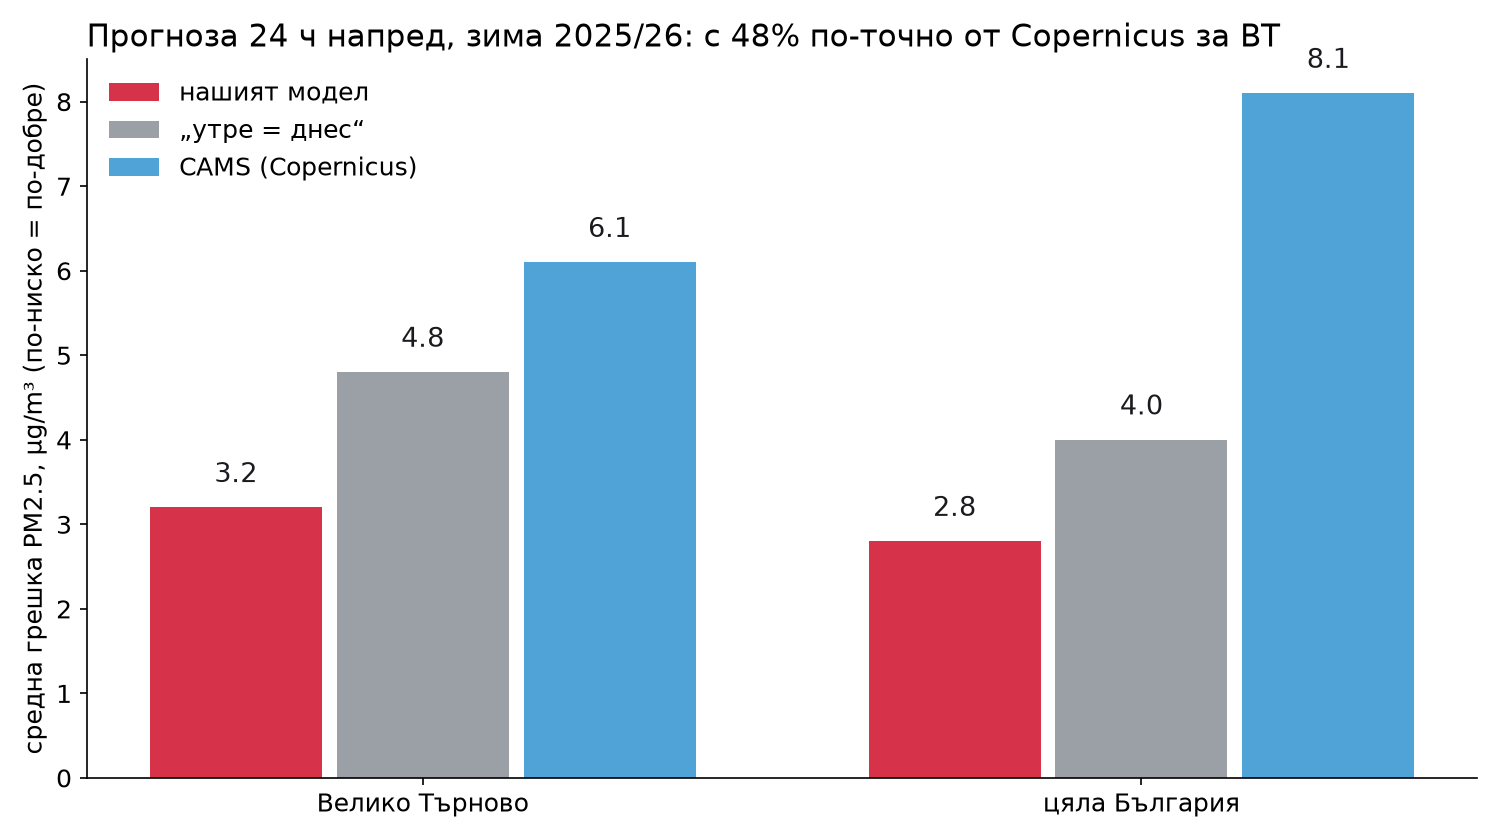 Прогноза 24 ч напред, зима 2025/26: с 48% по-точно от Copernicus за ВТ
средна грешка PM2.5, µg/m³ (по-ниско = по-добре)
нашият модел
„утре = днес“
CAMS (Copernicus)
8
7
6
5
4
3
2
1
0
3.2
4.8
6.1
2.8
4.0
8.1
Велико Търново
цяла България